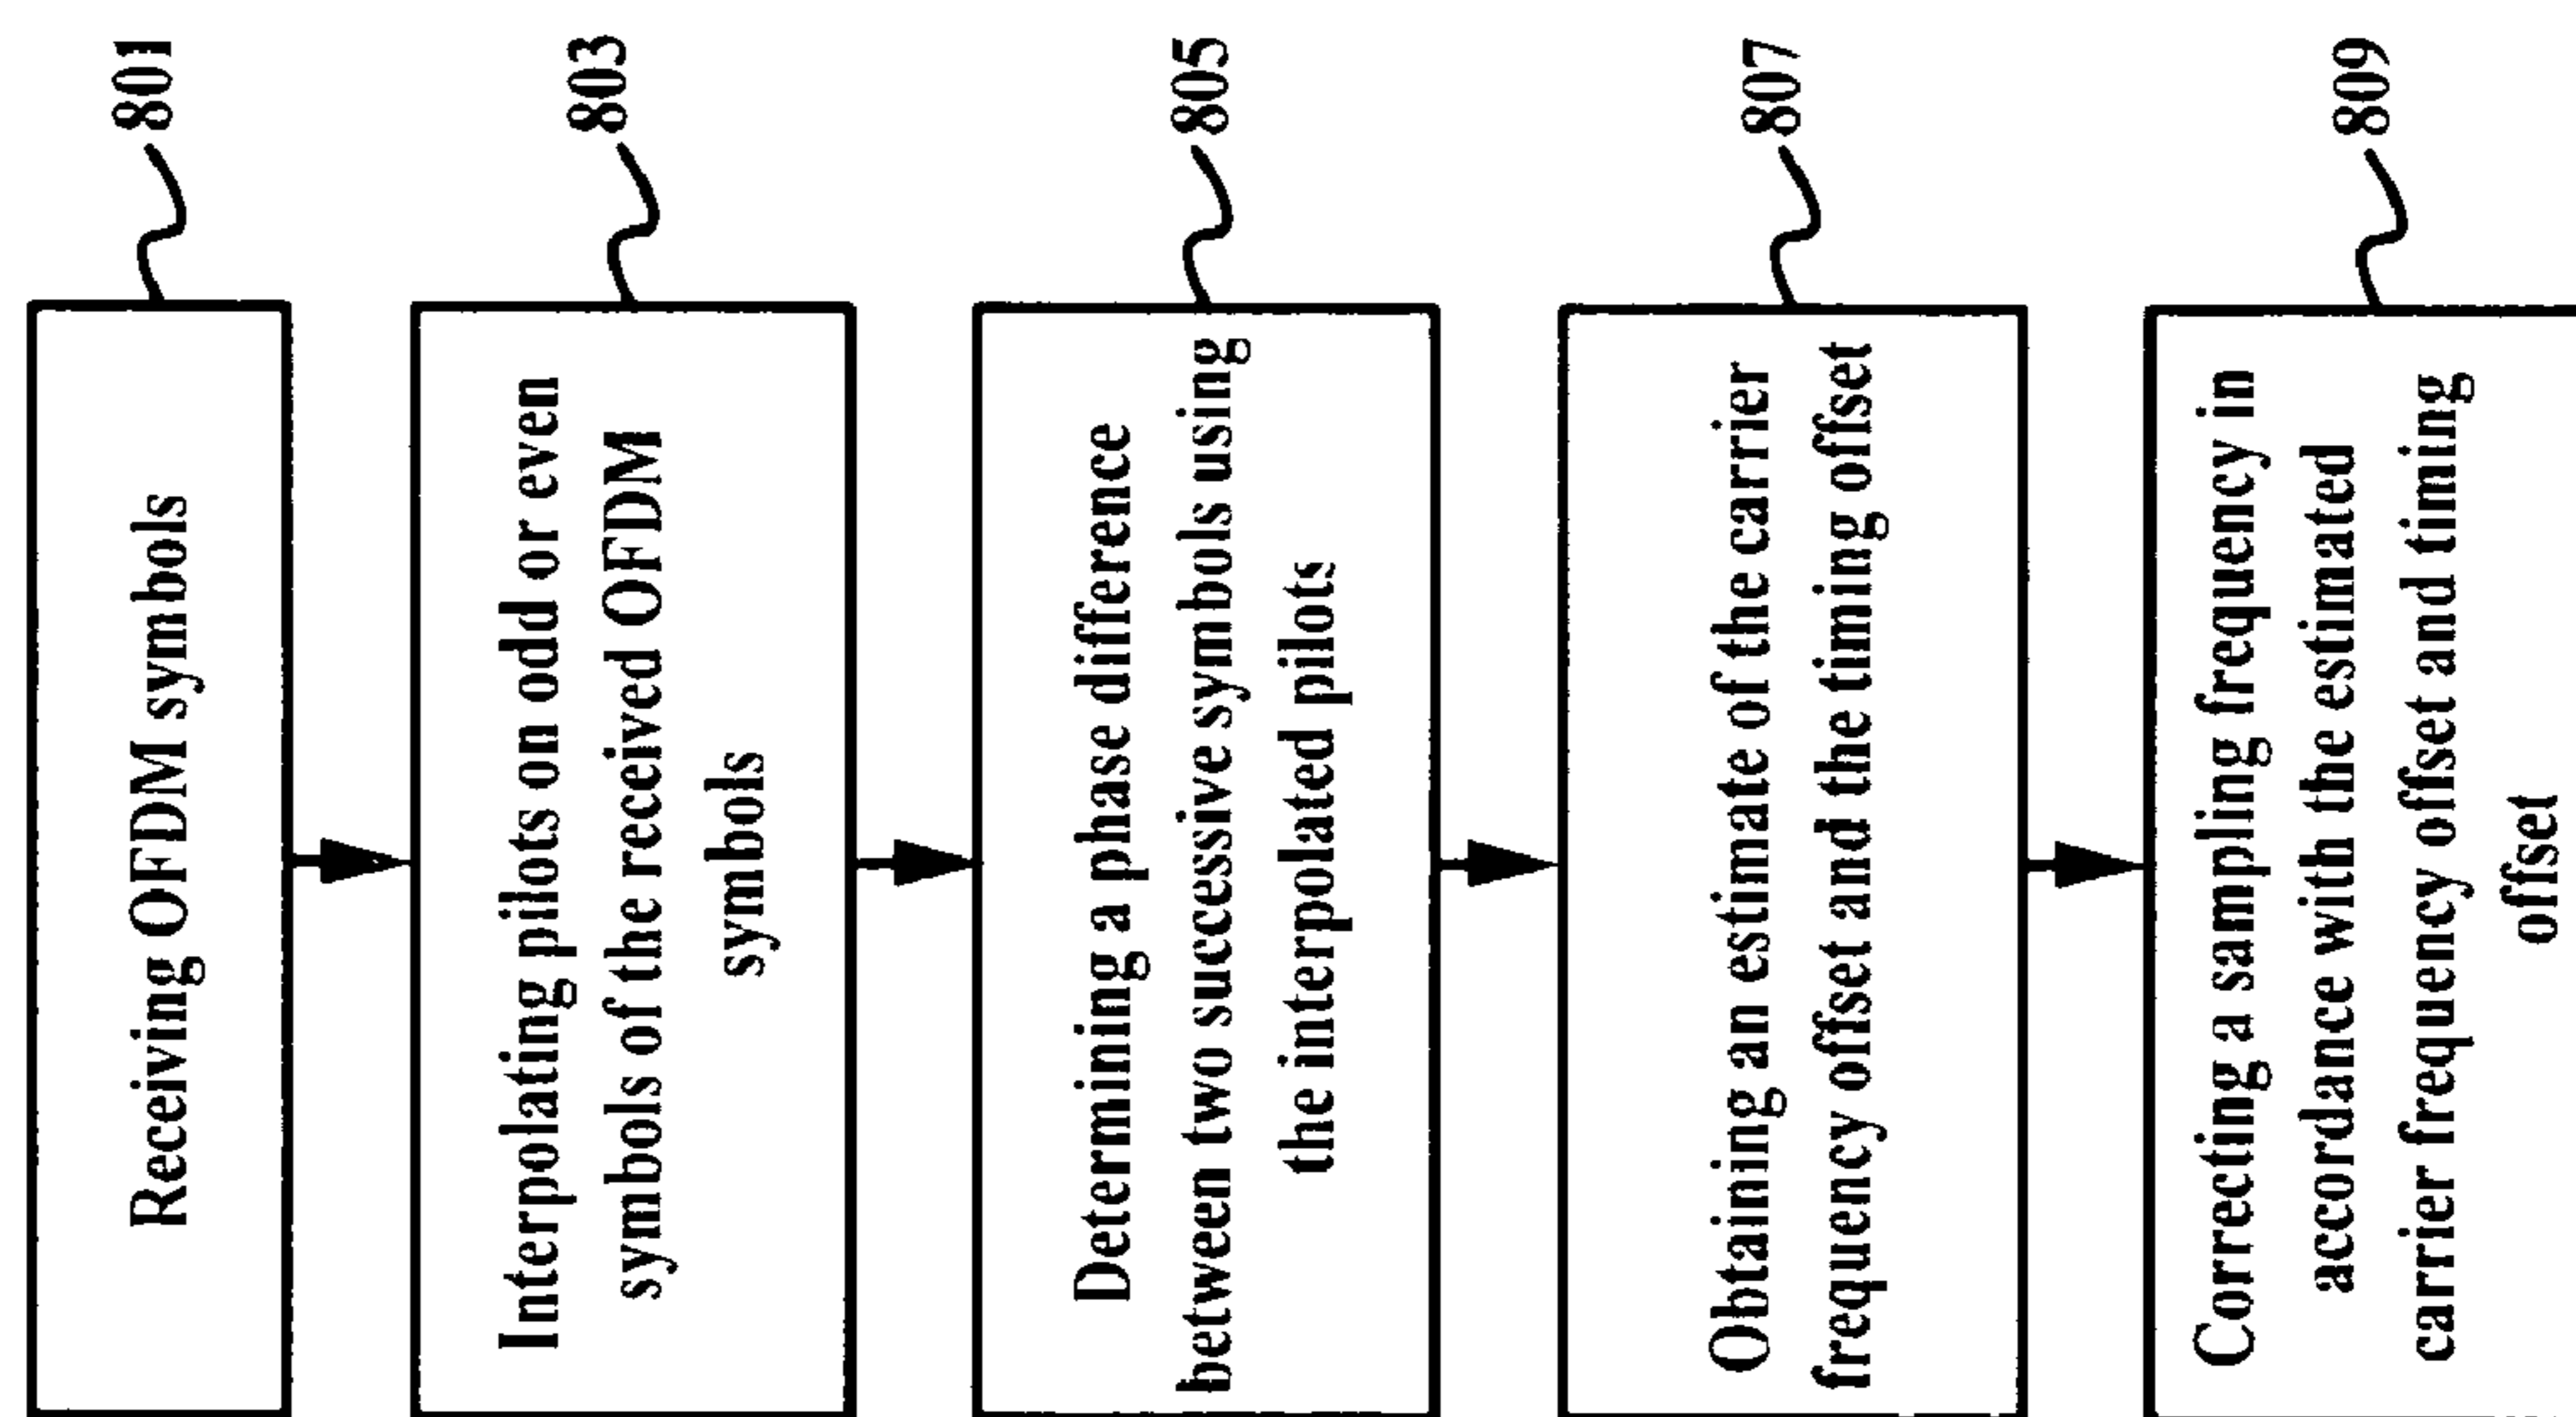 801
Receiving OFDM symbols
803
Interpolating pilots on odd or even
symbols of the received OFDM
symbols
805
Determining a phase difference
between two successive symbols using
the interpolated pilots
807
Obtaining an estimate of the carrier
frequency offset and the timing offset
809
Correcting a sampling frequency in
accordance with the estimated
carrier frequency offset and timing
offset